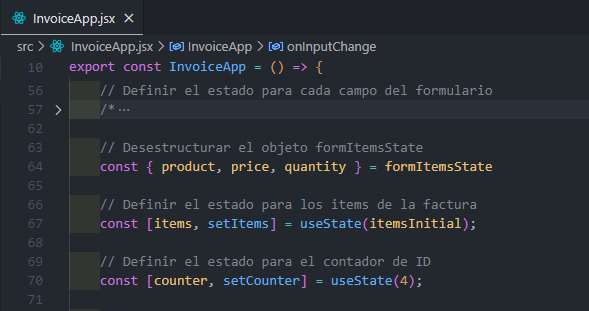 InvoiceApp.jsx ×
src > InvoiceApp.jsx > InvoiceApp > onInputChange
10 export const InvoiceApp = () => {
56 // Definir el estado para cada campo del formulario
57 > /* ···
62
63 // Desestructurar el objeto formItemsState
64 const { product, price, quantity } = formItemsState
65
66 // Definir el estado para los items de la factura
67 const [items, setItems] = useState(itemsInitial);
68
69 // Definir el estado para el contador de ID
70 const [counter, setCounter] = useState(4);
71